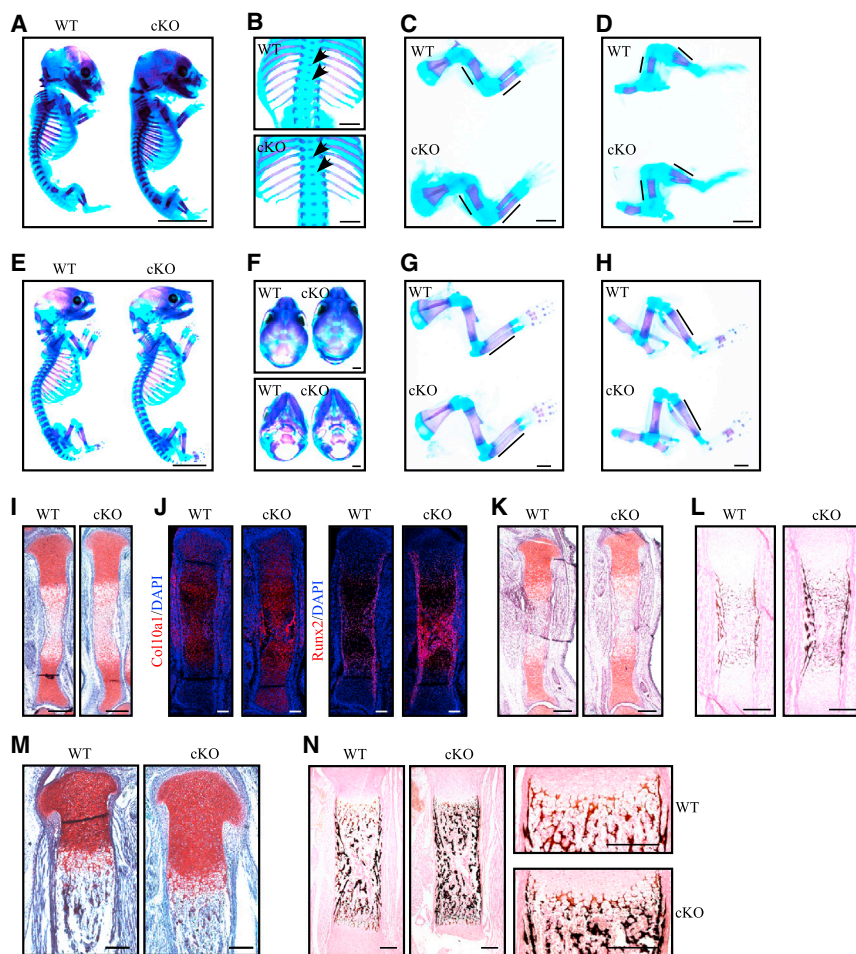 A B C D
WT cKO
WT
cKO
WT
cKO
WT
cKO
E F G H
WT cKO
WT cKO
WT cKO
WT
cKO
WT
cKO
I J K L
WT cKO
WT cKO
Col10a1/DAPI
Runx2/DAPI
WT cKO
WT cKO
WT cKO
M N
WT cKO
WT cKO
WT
cKO